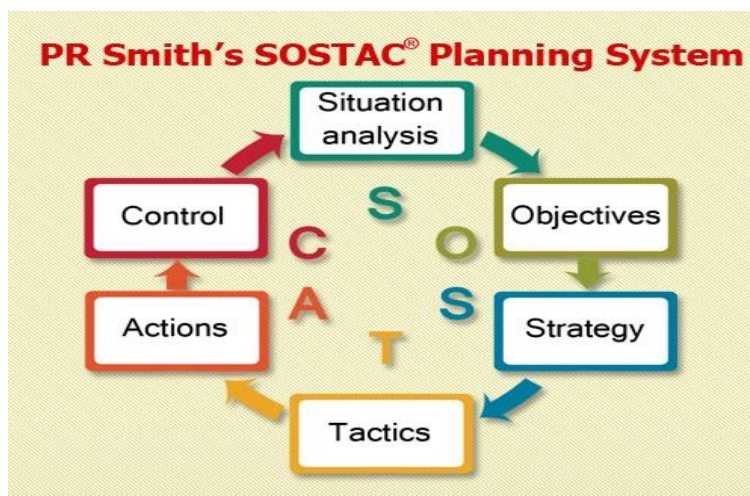 PR Smith's SOSTAC® Planning System
Situation
analysis
Objectives
Strategy
Tactics
Actions
Control
S
O
S
T
A
C